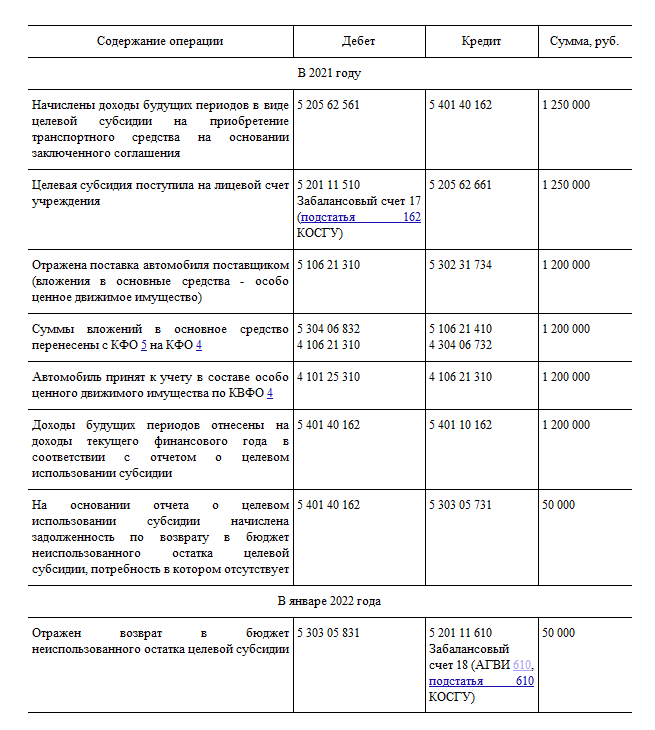 Содержание операции Дебет Кредит Сумма, руб.
В 2021 году
Начислены доходы будущих периодов в виде 5 205 62 561 5 401 40 162 1 250 000
целевой субсидии на приобретение
транспортного средства на основании
заключенного соглашения
Целевая субсидия поступила на лицевой счет 5 201 11 510 5 205 62 661 1 250 000
учреждения Забалансовый счет 17
(подстатья 162
КОСГУ)
Отражена поставка автомобиля поставщиком 5 106 21 310 5 302 31 734 1 200 000
(вложения в основные средства - особо
ценное движимое имущество)
Суммы вложений в основное средство 5 304 06 832 5 106 21 410 1 200 000
перенесены с КФО 5 на КФО 4 4 106 21 310 4 304 06 732
Автомобиль принят к учету в составе особо 4 101 25 310 4 106 21 310 1 200 000
ценного движимого имущества по КВФО 4
Доходы будущих периодов отнесены на 5 401 40 162 5 401 10 162 1 200 000
доходы текущего финансового года в
соответствии с отчетом о целевом
использовании субсидии
На основании отчета о целевом 5 401 40 162 5 303 05 731 50 000
использовании субсидии начислена
задолженность по возврату в бюджет
неиспользованного остатка целевой
субсидии, потребность в котором отсутствует
В январе 2022 года
Отражен возврат в бюджет 5 303 05 831 5 201 11 610 50 000
неиспользованного остатка целевой субсидии Забалансовый
счет 18 (АГВИ 610,
подстатья 610
КОСГУ)